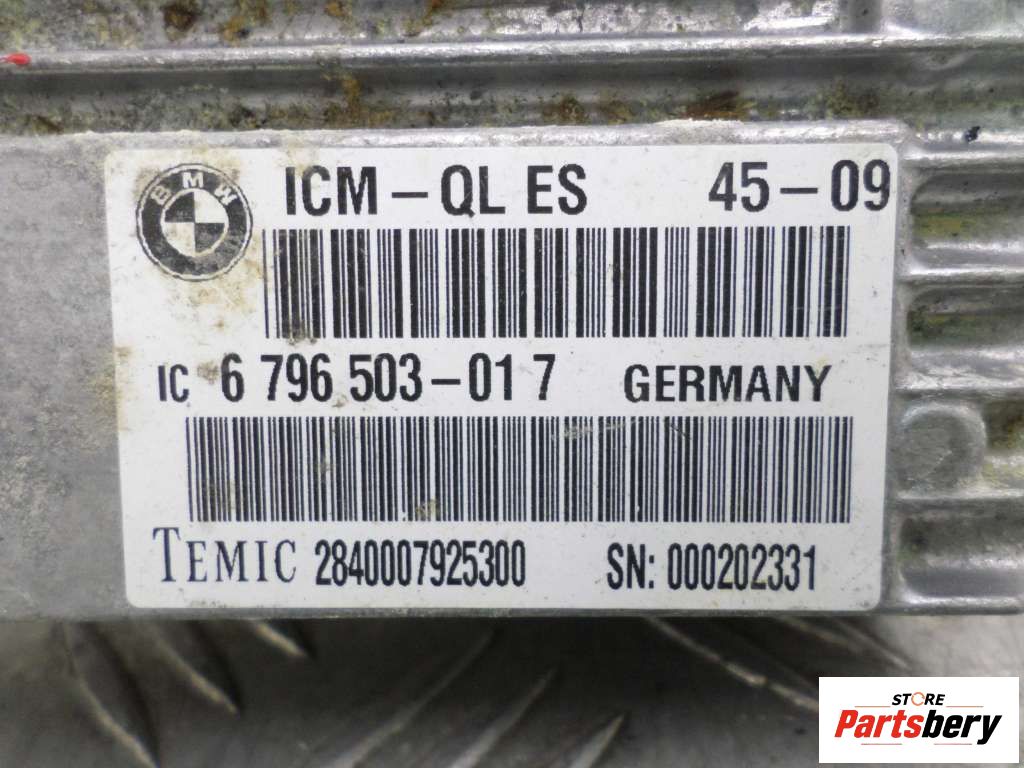 BMW
ICM – QL ES 45 – 09
IC 6 796 503 – 01 7 GERMANY
TEMIC 2840007925300 SN: 000202331
STORE
Partsbery